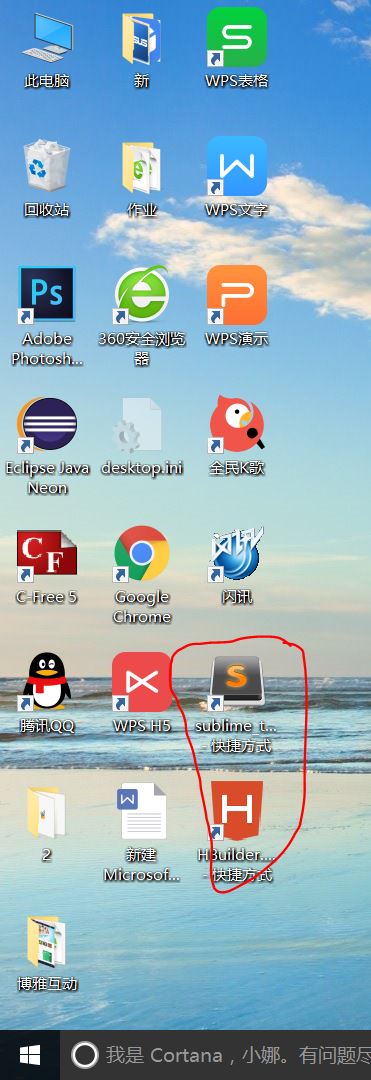 此电脑
新
WPS表格
回收站
作业
WPS文字
Ps
Adobe
Photosh...
360安全浏览
器
WPS演示
Eclipse Java
Neon
desktop.ini
全民K歌
C F
C-Free 5
Google
Chrome
闪讯
腾讯QQ
WPS H5
sublime_t...
- 快捷方式
2
新建
Microsof...
HBuilder....
- 快捷方式
博雅互动
我是 Cortana，小娜。有问题尽